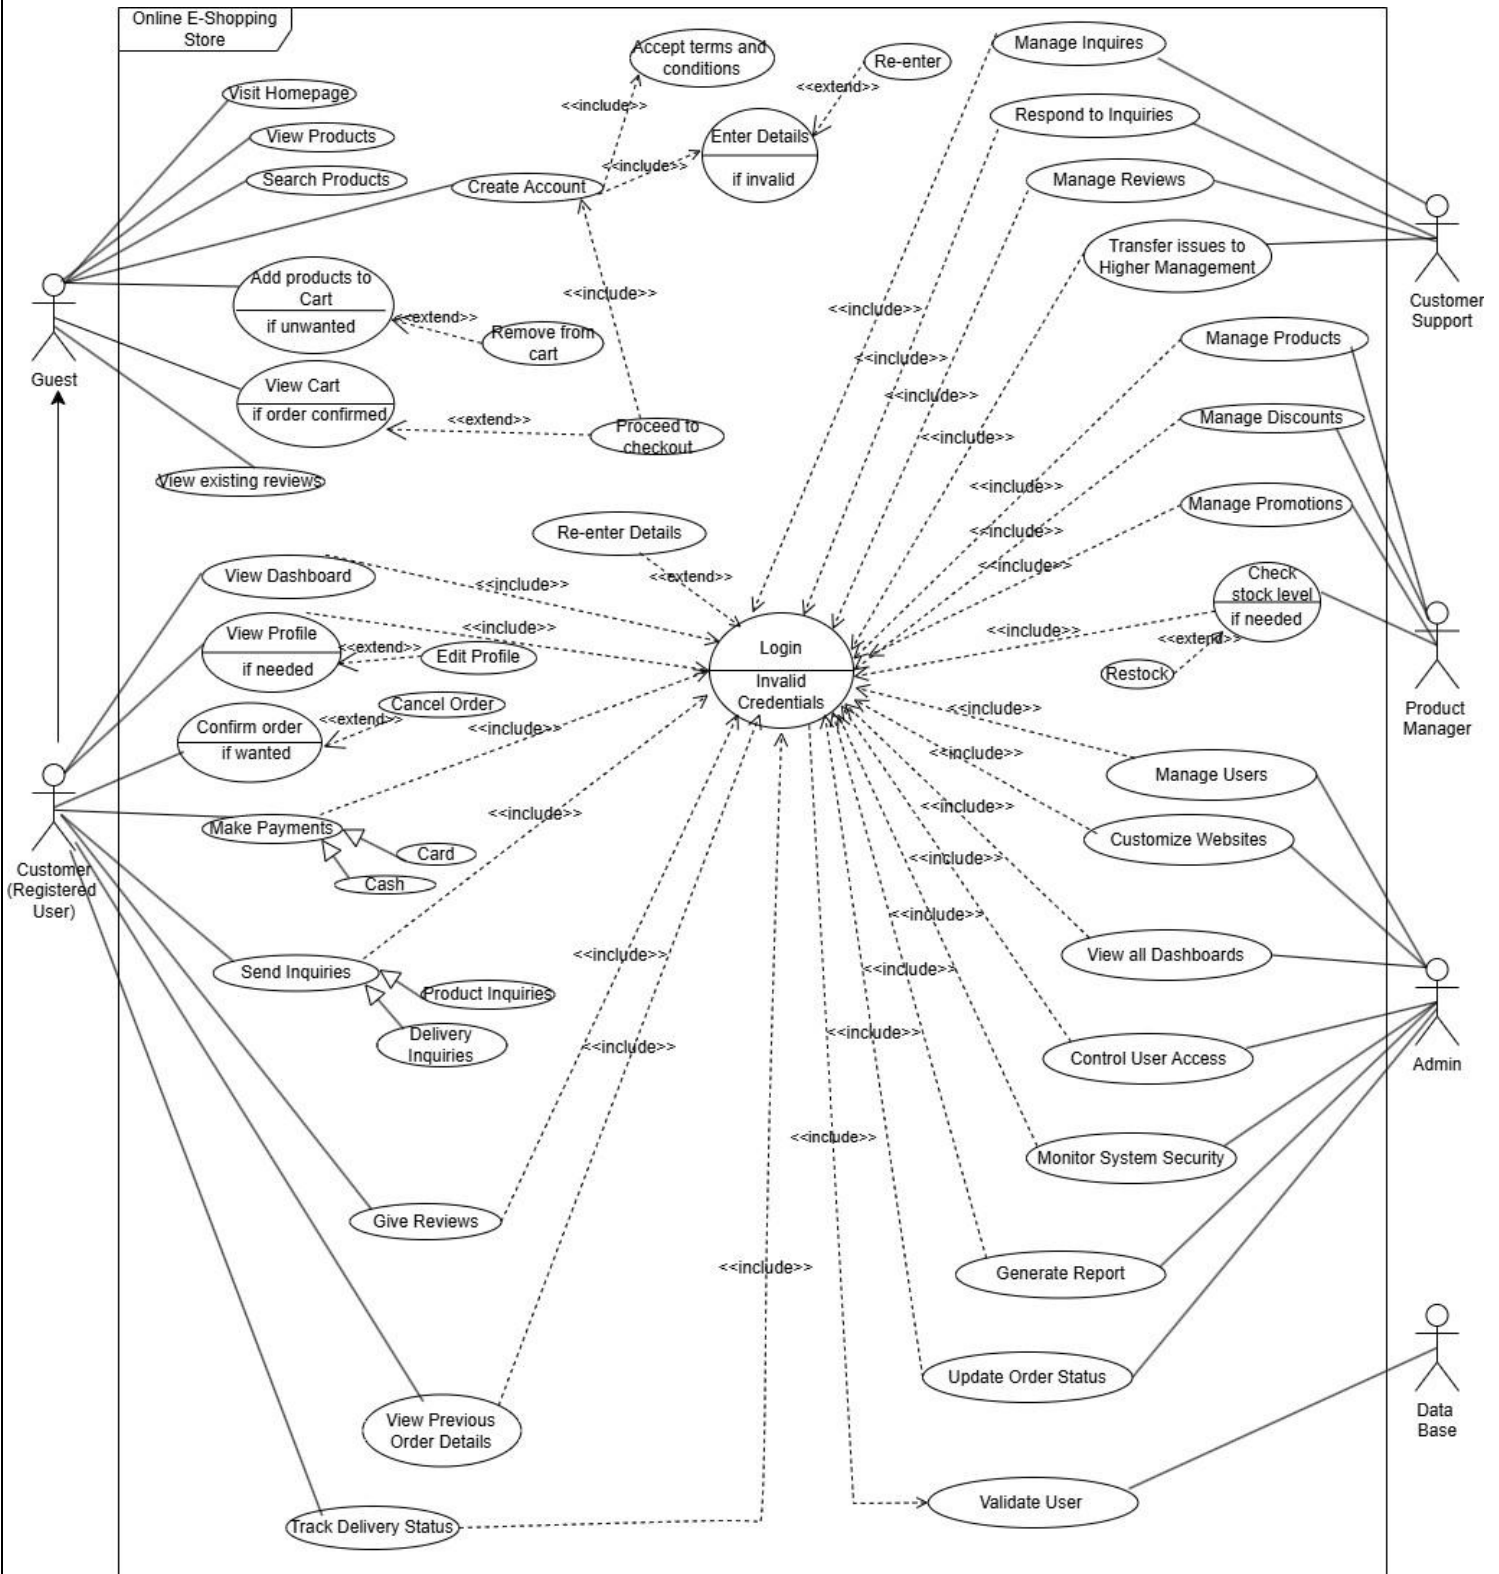 Online E-Shopping
Store
Accept terms and
conditions
Re-enter
Manage Inquires
<<extend>>
Visit Homepage
<<include>>
Respond to Inquiries
View Products
Enter Details
if invalid
<<include>>
Search Products
Create Account
Manage Reviews
Transfer issues to
Higher Management
Customer
Support
Add products to
Cart
if unwanted
<<include>>
<<extend>>
Remove from
cart
<<include>>
Guest
View Cart
if order confirmed
<<include>>
Manage Products
<<include>>
<<extend>>
Proceed to
checkout
Manage Discounts
<<include>>
View existing reviews
<<include>>
Manage Promotions
Re-enter Details
<<include>>
<<include>>
View Dashboard
<<include>>
<<extend>>
Check
stock level
if needed
View Profile
if needed
<<include>>
<<extend>>
Edit Profile
Login
Invalid
Credentials
<<include>>
<<extend>>
Restock
Product
Manager
Cancel Order
Confirm order
if wanted
<<extend>>
<<include>>
<<include>>
<<include>>
Manage Users
Make Payments
Card
Cash
<<include>>
<<include>>
Customize Websites
Customer
(Registered
User)
<<include>>
<<include>>
View all Dashboards
Send Inquiries
Product Inquiries
Delivery
Inquiries
<<include>>
<<include>>
<<include>>
<<include>>
Control User Access
Admin
<<include>>
Monitor System Security
Give Reviews
<<include>>
Generate Report
Update Order Status
View Previous
Order Details
Data
Base
Validate User
Track Delivery Status